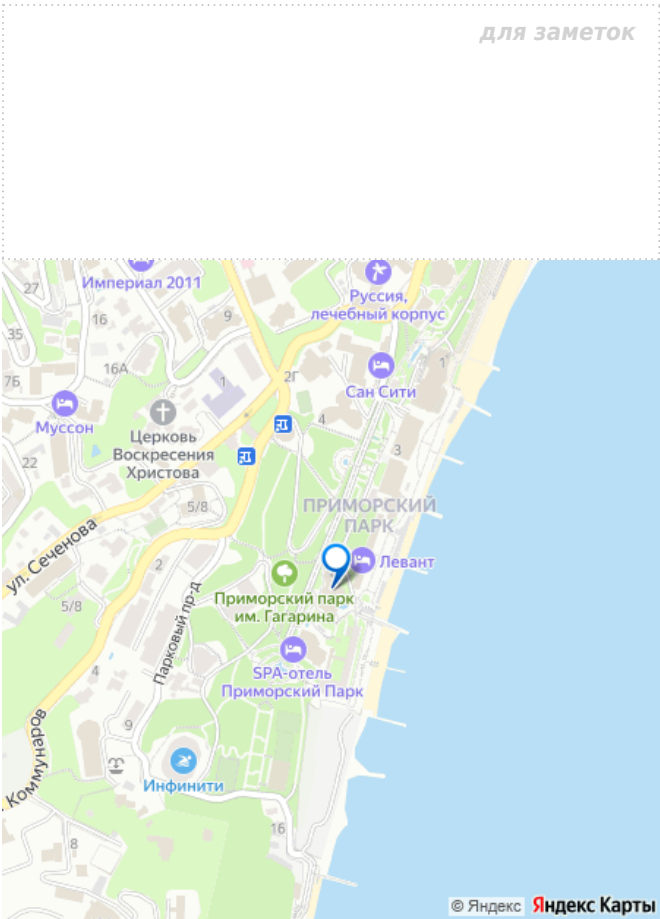 для заметок
Империал 2011
27
16
9
Руссия,
лечебный корпус
35
16А
7Б
1
2Г
1
Сан Сити
Муссон
4
Церковь
Воскресения
Христова
3
22
5/8
ПРИМОРСКИЙ
ПАРК
ул. Сеченова
2
Левант
5/8
Приморский парк
им. Гагарина
Парковый пр-д
4
SPA-отель
Приморский Парк
9
Коммунаров
Инфинити
16
8
© Яндекс Яндекс Карты